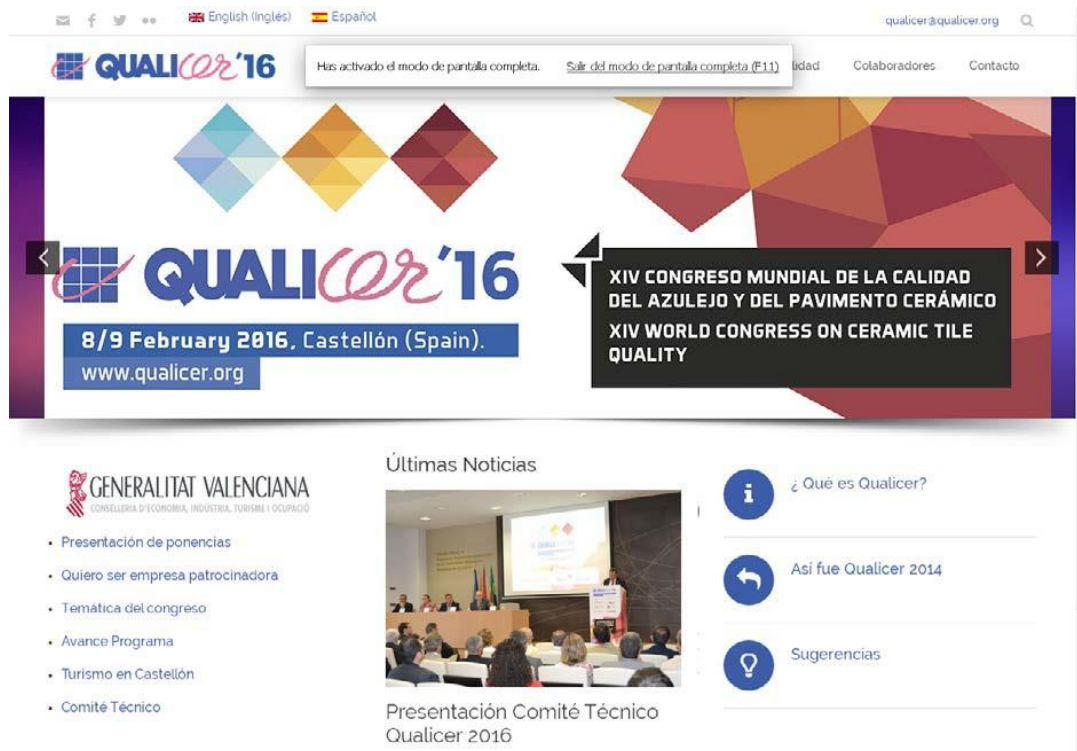 English (Inglés)
Español
qualicer@qualicer.org
QUALICER'16
Has activado el modo de pantalla completa. Salir del modo de pantalla completa (F11)
lidad
Colaboradores
Contacto
QUALICER'16
8/9 February 2016, Castellón (Spain).
www.qualicer.org
XIV CONGRESO MUNDIAL DE LA CALIDAD
DEL AZULEJO Y DEL PAVIMENTO CERÁMICO
XIV WORLD CONGRESS ON CERAMIC TILE
QUALITY
GENERALITAT VALENCIANA
CONSELLERIA D'ECONOMIA, INDÚSTRIA, TURISME I OCUPACIÓ
Presentación de ponencias
Quiero ser empresa patrocinadora
Temática del congreso
Avance Programa
Turismo en Castellón
Comité Técnico
Últimas Noticias
Presentación Comité Técnico
Qualicer 2016
¿ Qué es Qualicer?
Así fue Qualicer 2014
Sugerencias